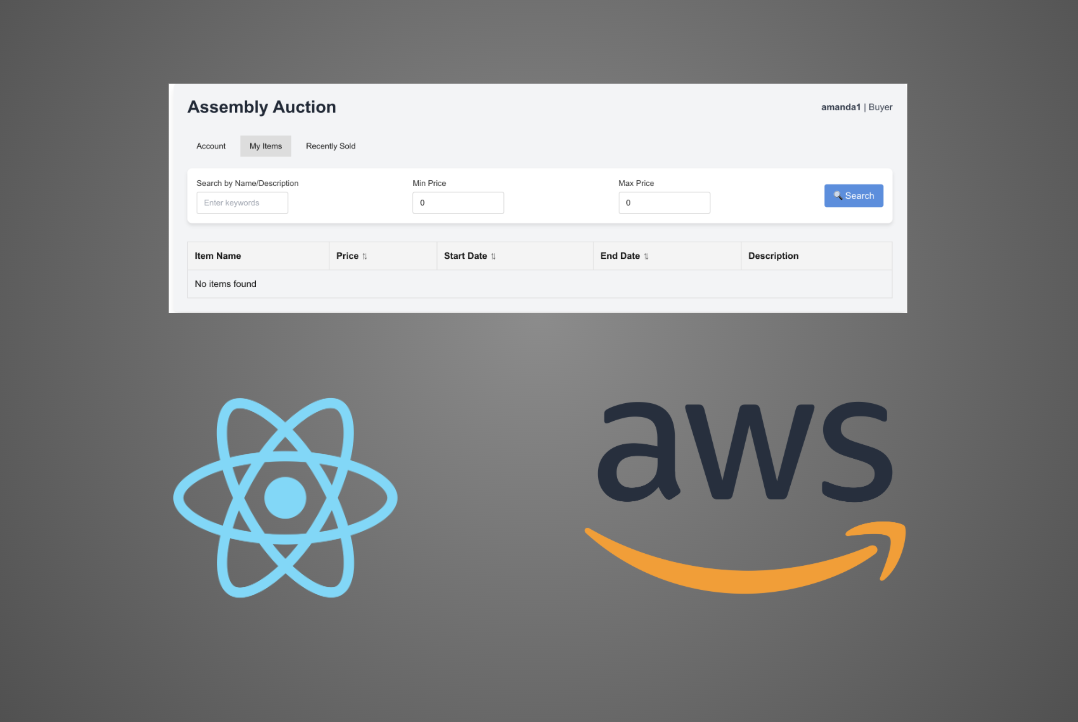 Assembly Auction
amanda1 | Buyer
Account My Items Recently Sold
Search by Name/Description Min Price Max Price
Enter keywords 0 0 Search
Item Name Price Start Date End Date Description
No items found
aws